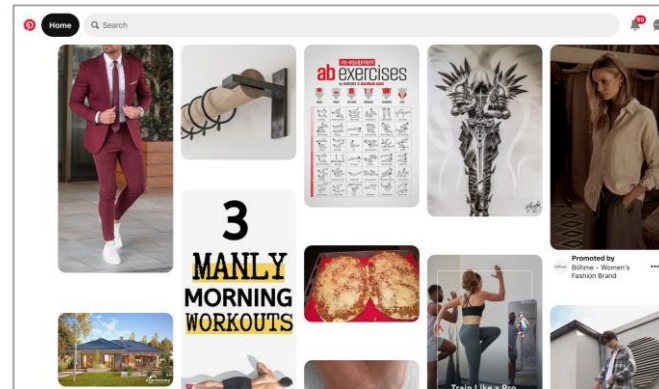 Home
Search
99
no-equipment
ab exercises
3
MANLY
MORNING
WORKOUTS
Promoted by
Böhme - Women's
Fashion Brand
Train Like a Pro